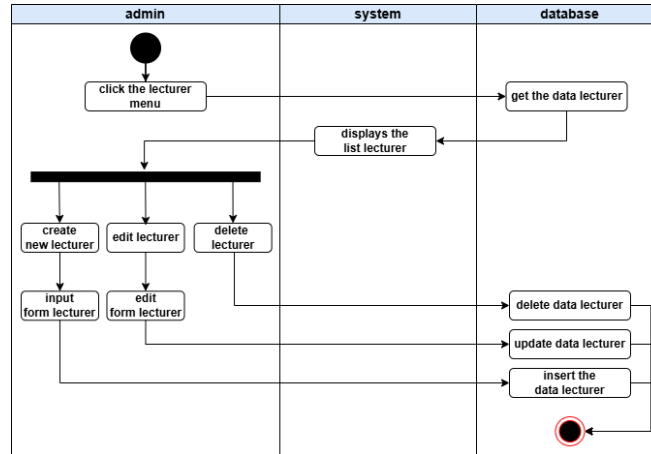 admin
system
database
click the lecturer
menu
get the data lecturer
displays the
list lecturer
create
new lecturer
edit lecturer
delete
lecturer
input
form lecturer
edit
form lecturer
delete data lecturer
update data lecturer
insert the
data lecturer